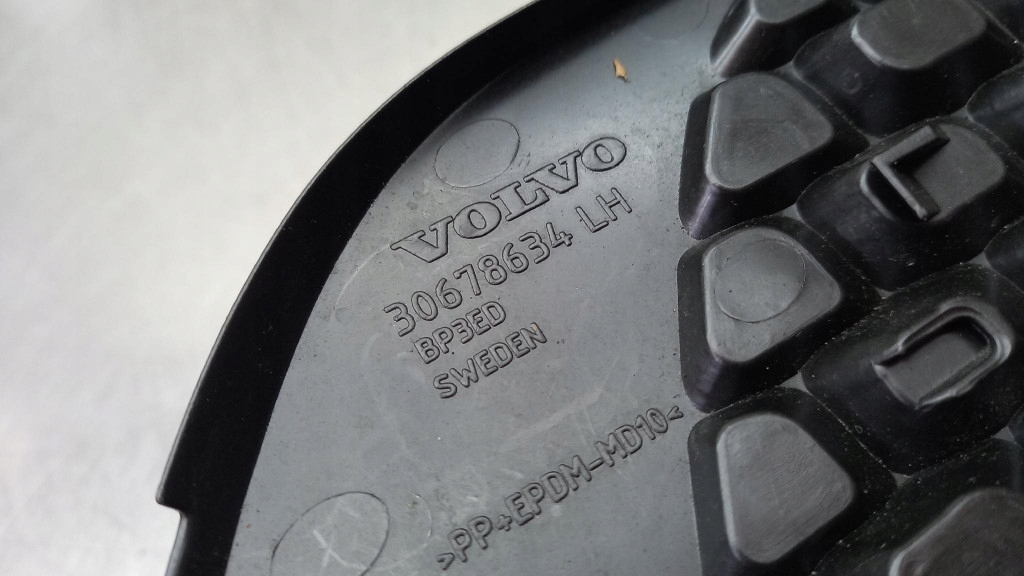 VOLVO
30678634 LH
BP3ED
SWEDEN
>PP+EPDM-MD10<